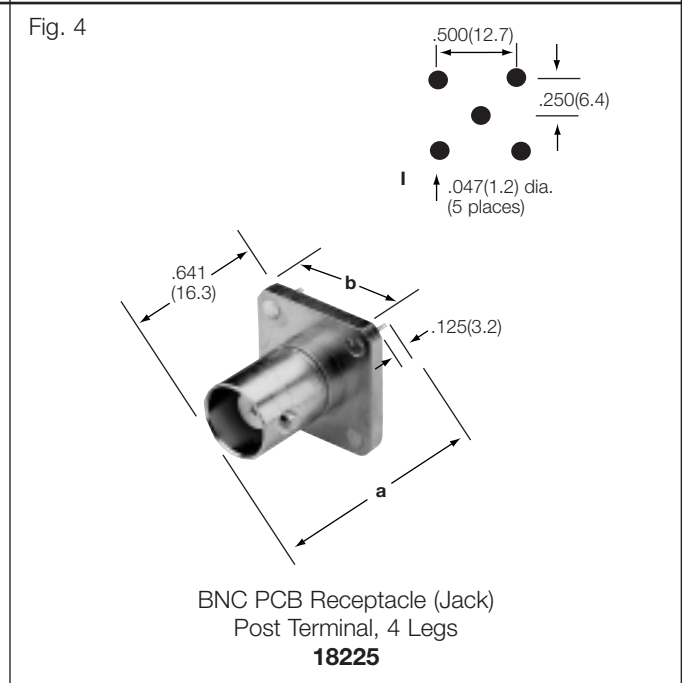 Fig. 4
.500(12.7)
.250(6.4)
I
.047(1.2) dia.
(5 places)
.641
(16.3)
b
.125(3.2)
a
BNC PCB Receptacle (Jack)
Post Terminal, 4 Legs
18225